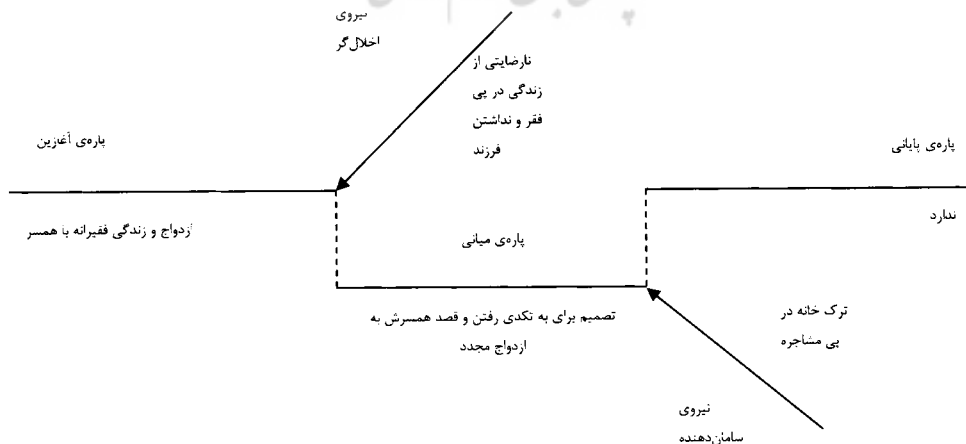 نیروی
اخلال‌گر
نارضایتی از
زندگی در پی
فقر و نداشتن
فرزند
پاره‌ی آغازین
پاره‌ی پایانی
ازدواج و زندگی فقیرانه با همسر
ندارد
پاره‌ی میانی
تصمیم برای به تکدی رفتن و قصد همسرش به
ازدواج مجدد
ترک خانه در
پی مشاجره
نیروی
سامان‌دهنده